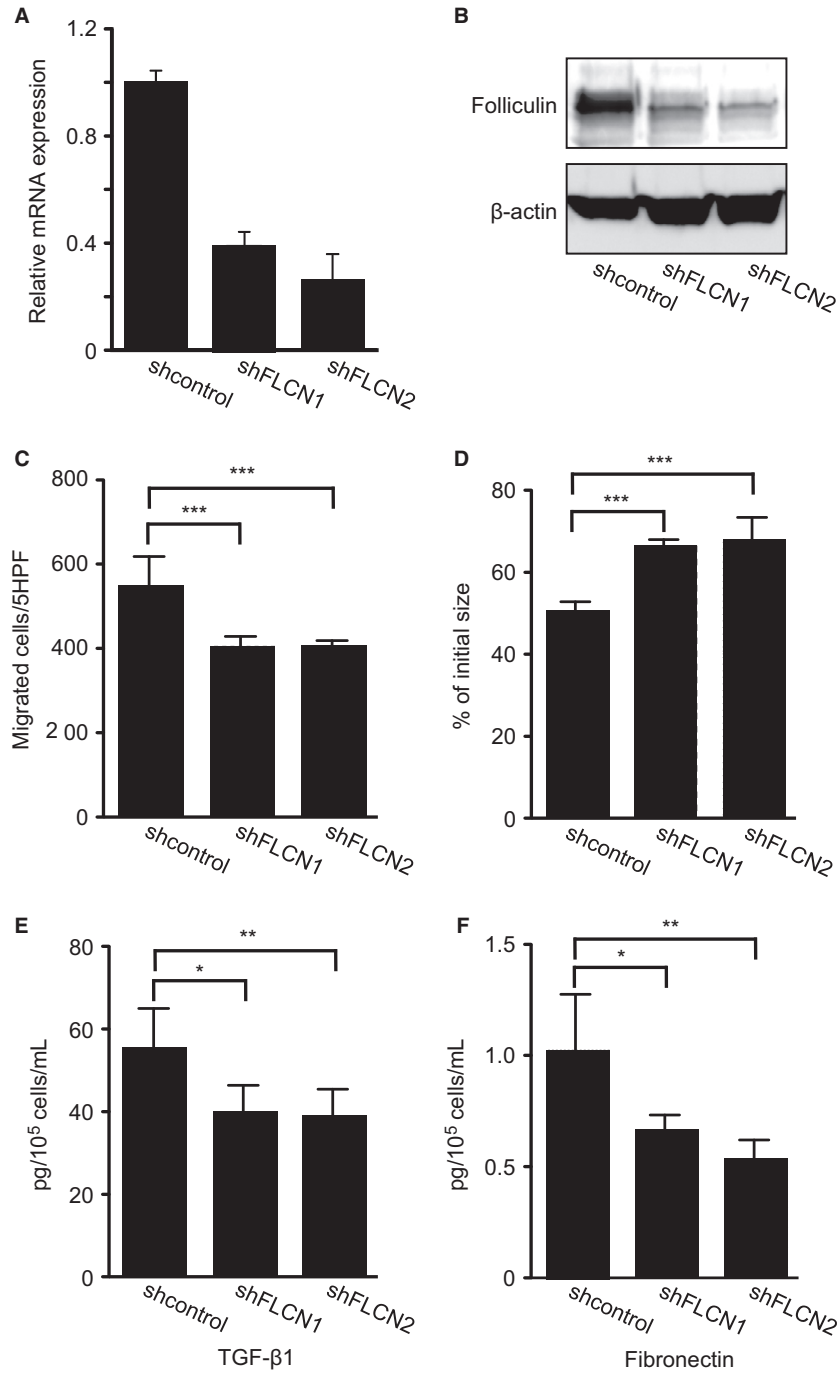 A
Relative mRNA expression
1.2
0.8
0.4
0
shcontrol
shFLCN1
shFLCN2
B
Folliculin
β-actin
shcontrol
shFLCN1
shFLCN2
C
Migrated cells/5HPF
800
600
400
2 00
0
***
***
shcontrol
shFLCN1
shFLCN2
D
% of initial size
80
60
40
20
0
***
***
shcontrol
shFLCN1
shFLCN2
E
pg/10⁵ cells/mL
80
60
40
20
0
**
*
shcontrol
shFLCN1
shFLCN2
TGF-β1
F
pg/10⁵ cells/mL
1.5
1.0
0.5
0
**
*
shcontrol
shFLCN1
shFLCN2
Fibronectin